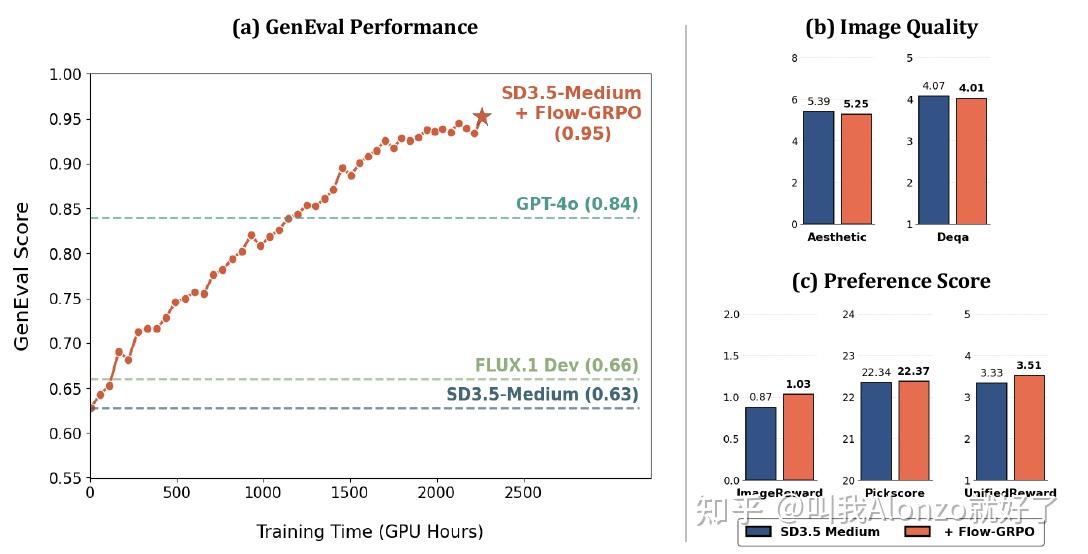 (a) GenEval Performance
1.00
0.95
0.90
0.85
0.80
0.75
0.70
0.65
0.60
0.55
GenEval Score
0
500
1000
1500
2000
2500
Training Time (GPU Hours)
SD3.5-Medium
+ Flow-GRPO
(0.95)
GPT-4o (0.84)
FLUX.1 Dev (0.66)
SD3.5-Medium (0.63)
(b) Image Quality
8
6
4
2
0
5.39
5.25
Aesthetic
5
4
3
2
1
4.07
4.01
Deqa
(c) Preference Score
2.0
1.5
1.0
0.5
0.0
0.87
1.03
ImageReward
24
23
22
21
20
22.34
22.37
Pickscore
5
4
3
2
1
3.33
3.51
UnifiedReward
知乎 @叫我Alonzo就好了
SD3.5 Medium
+ Flow-GRPO